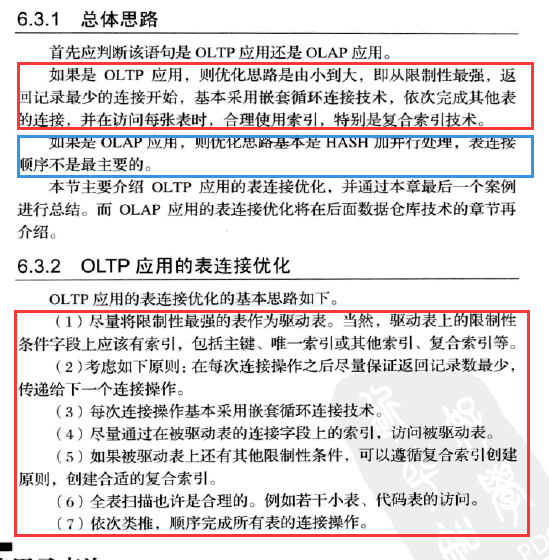 6.3.1 总体思路
首先应判断该语句是 OLTP 应用还是 OLAP 应用。
如果是 OLTP 应用，则优化思路是由小到大，即从限制性最强，返
回记录最少的连接开始，基本采用嵌套循环连接技术，依次完成其他表
的连接，并在访问每张表时，合理使用索引，特别是复合索引技术。
如果是 OLAP 应用，则优化思路基本是 HASH 加并行处理，表连接
顺序不是最主要的。
本节主要介绍 OLTP 应用的表连接优化，并通过本章最后一个案例
进行总结。而 OLAP 应用的表连接优化将在后面数据仓库技术的章节再
介绍。
6.3.2 OLTP 应用的表连接优化
OLTP 应用的表连接优化的基本思路如下。
（1）尽量将限制性最强的表作为驱动表。当然，驱动表上的限制性
条件字段上应该有索引，包括主键、唯一索引或其他索引、复合索引等。
（2）考虑如下原则：在每次连接操作之后尽量保证返回记录数最少，
传递给下一个连接操作。
（3）每次连接操作基本采用嵌套循环连接技术。
（4）尽量通过在被驱动表的连接字段上的索引，访问被驱动表。
（5）如果被驱动表上还有其他限制性条件，可以遵循复合索引创建
原则，创建合适的复合索引。
（6）全表扫描也许是合理的。例如若干小表、代码表的访问。
（7）依次类推，顺序完成所有表的连接操作。
PD